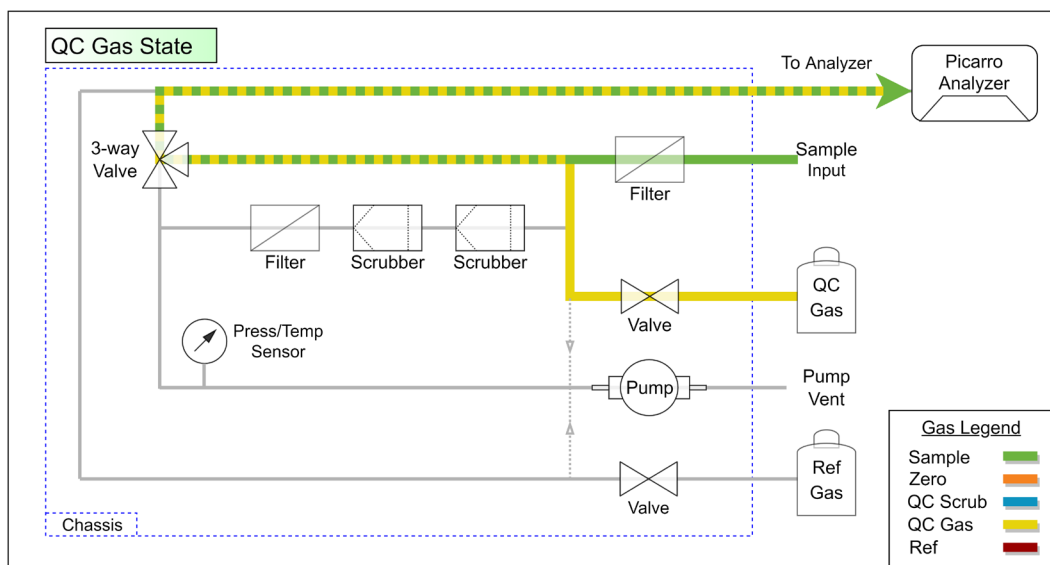 QC Gas State
To Analyzer
Picarro
Analyzer
3-way
Valve
Sample
Input
Filter
Filter
Scrubber
Scrubber
QC
Gas
Valve
Press/Temp
Sensor
Pump
Pump
Vent
Ref
Gas
Valve
Chassis
Gas Legend
Sample
Zero
QC Scrub
QC Gas
Ref